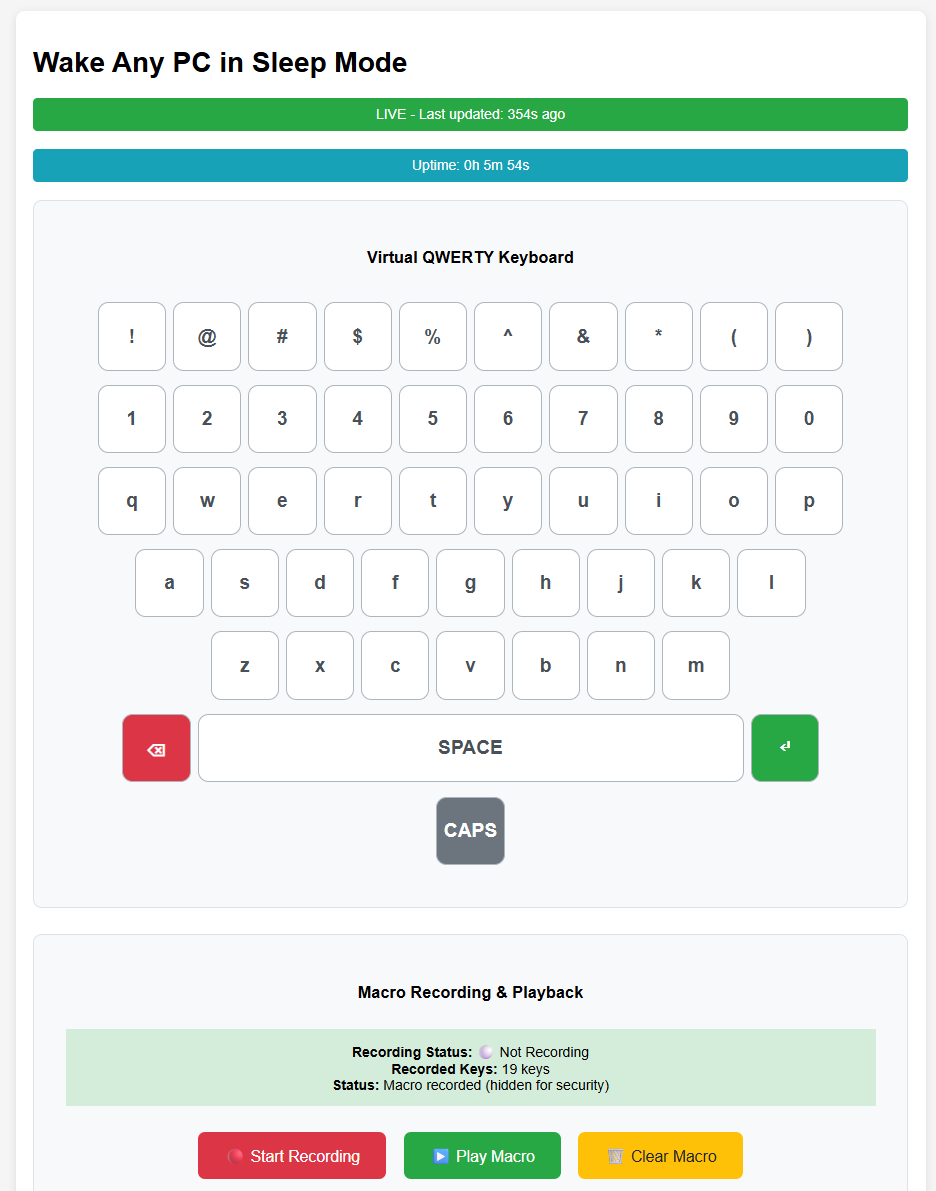 Wake Any PC in Sleep Mode
LIVE - Last updated: 354s ago
Uptime: 0h 5m 54s
Virtual QWERTY Keyboard
! @ # $ % ^ & * ( )
1 2 3 4 5 6 7 8 9 0
q w e r t y u i o p
a s d f g h j k l
z x c v b n m
⌫ SPACE ↵
CAPS
Macro Recording & Playback
Recording Status: Not Recording
Recorded Keys: 19 keys
Status: Macro recorded (hidden for security)
Start Recording Play Macro Clear Macro